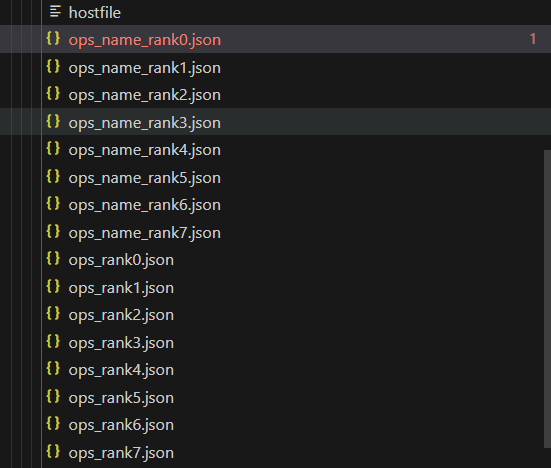 hostfile
{} ops_name_rank0.json 1
{} ops_name_rank1.json
{} ops_name_rank2.json
{} ops_name_rank3.json
{} ops_name_rank4.json
{} ops_name_rank5.json
{} ops_name_rank6.json
{} ops_name_rank7.json
{} ops_rank0.json
{} ops_rank1.json
{} ops_rank2.json
{} ops_rank3.json
{} ops_rank4.json
{} ops_rank5.json
{} ops_rank6.json
{} ops_rank7.json